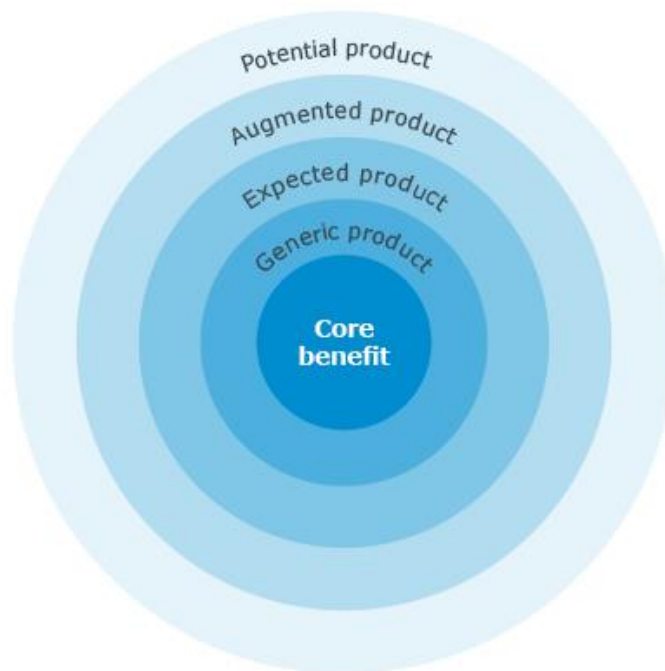 Potential product
Augmented product
Expected product
Generic product
Core
benefit